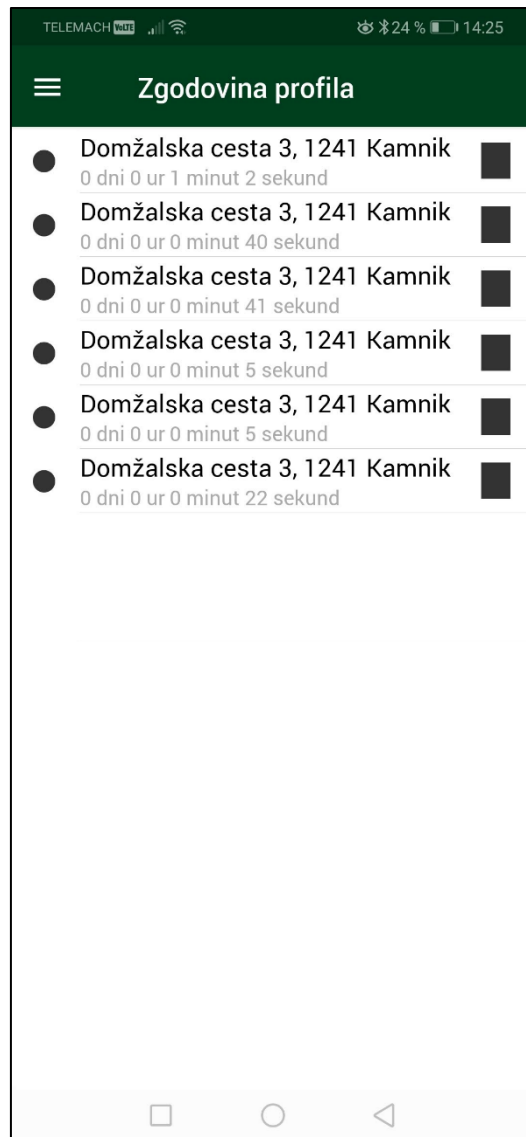 TELEMACH VoLTE 24 % 14:25
Zgodovina profila
Domžalska cesta 3, 1241 Kamnik
0 dni 0 ur 1 minut 2 sekund
Domžalska cesta 3, 1241 Kamnik
0 dni 0 ur 0 minut 40 sekund
Domžalska cesta 3, 1241 Kamnik
0 dni 0 ur 0 minut 41 sekund
Domžalska cesta 3, 1241 Kamnik
0 dni 0 ur 0 minut 5 sekund
Domžalska cesta 3, 1241 Kamnik
0 dni 0 ur 0 minut 5 sekund
Domžalska cesta 3, 1241 Kamnik
0 dni 0 ur 0 minut 22 sekund